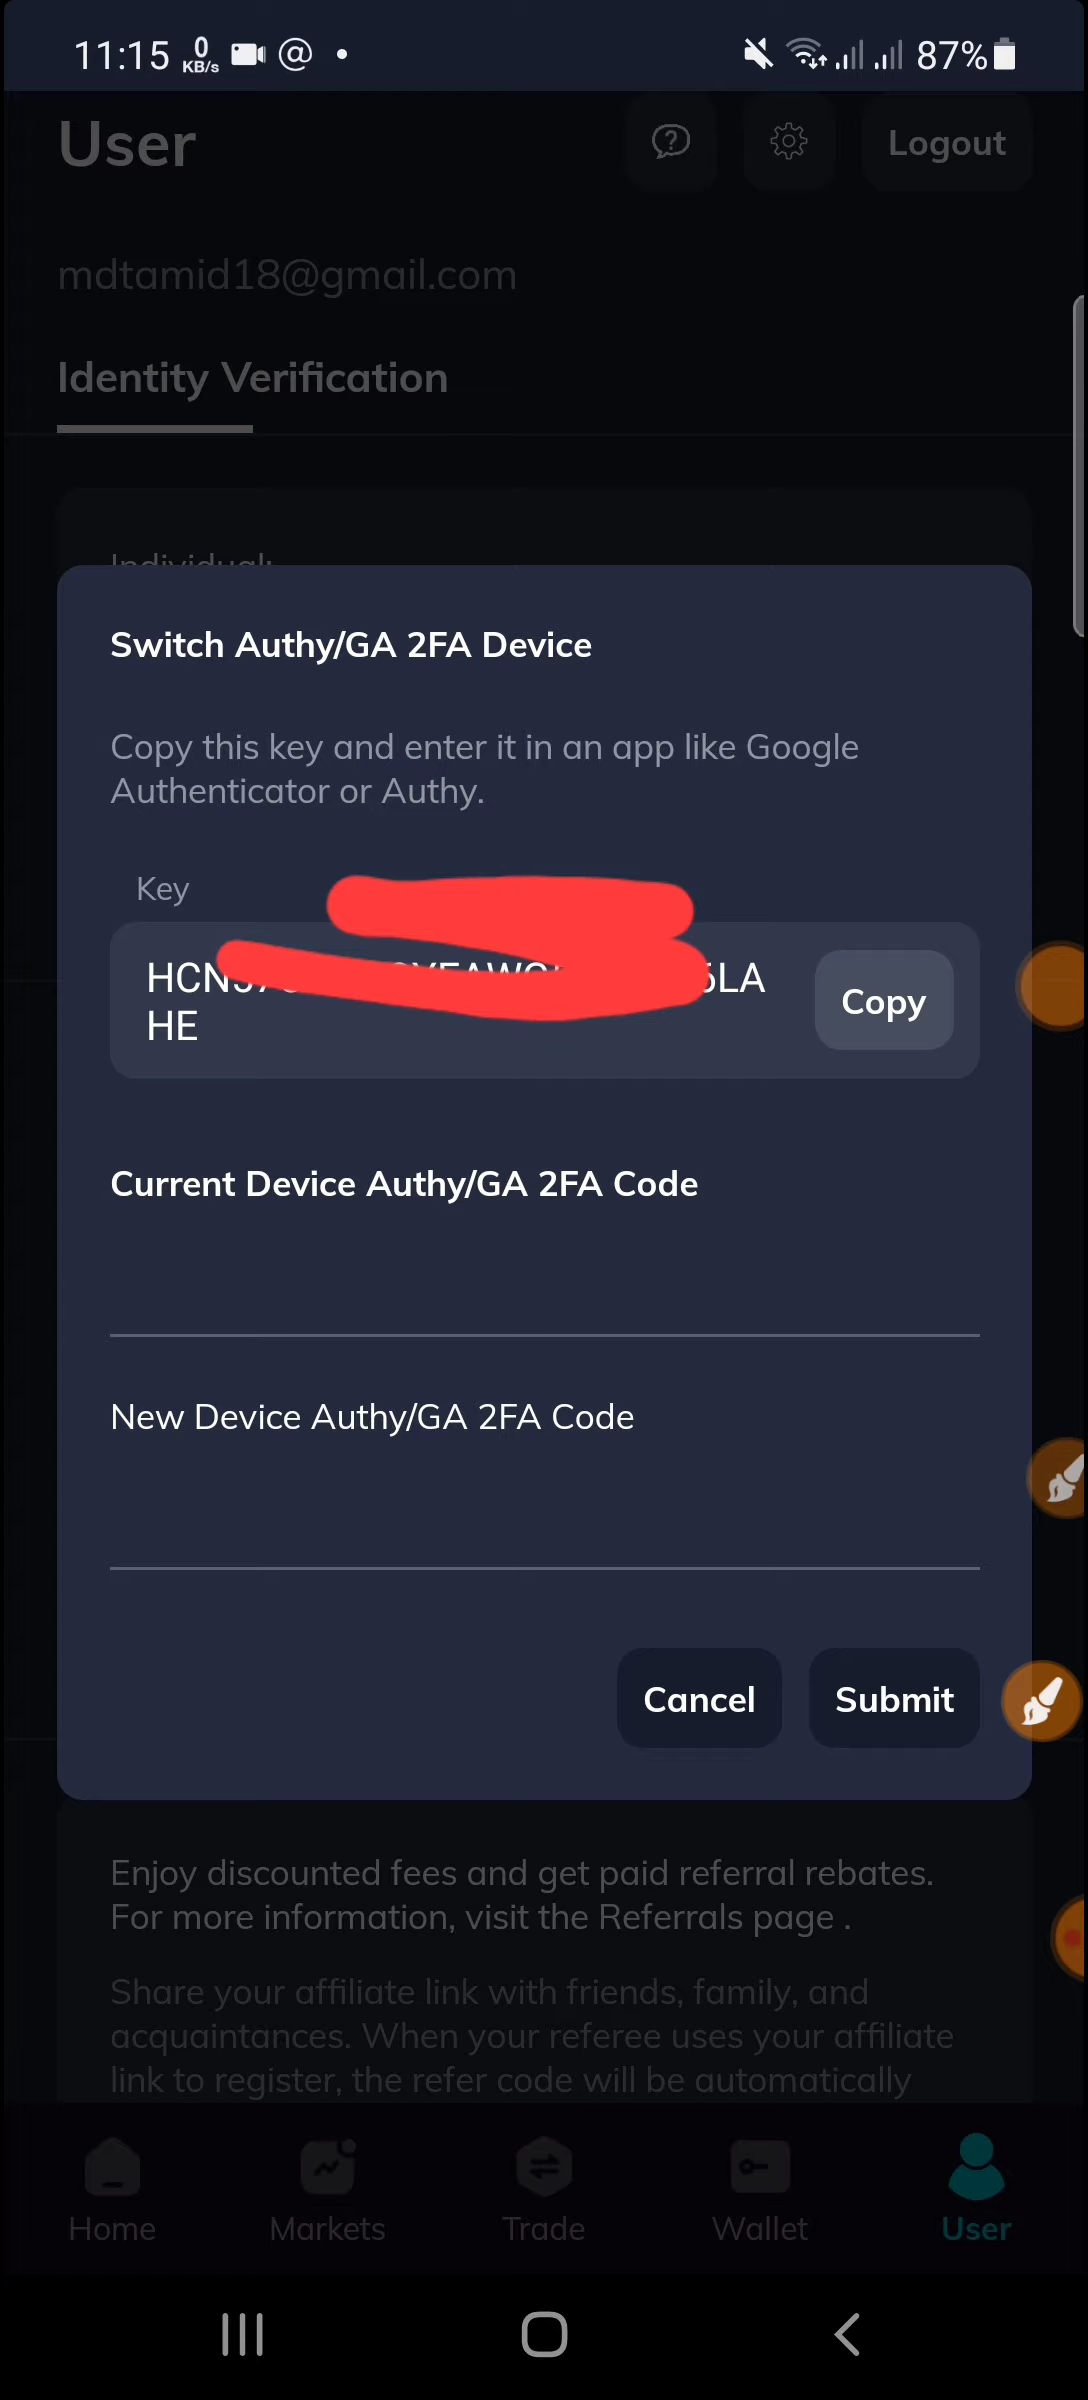 11:15 0 KB/s @ 87%
User Logout
mdtamid18@gmail.com
Identity Verification
Individual:
Switch Authy/GA 2FA Device
Copy this key and enter it in an app like Google
Authenticator or Authy.
Key
Copy
HE
Current Device Authy/GA 2FA Code
New Device Authy/GA 2FA Code
Cancel Submit
Enjoy discounted fees and get paid referral rebates.
For more information, visit the Referrals page .
Share your affiliate link with friends, family, and
acquaintances. When your referee uses your affiliate
link to register, the refer code will be automatically
Home Markets Trade Wallet User